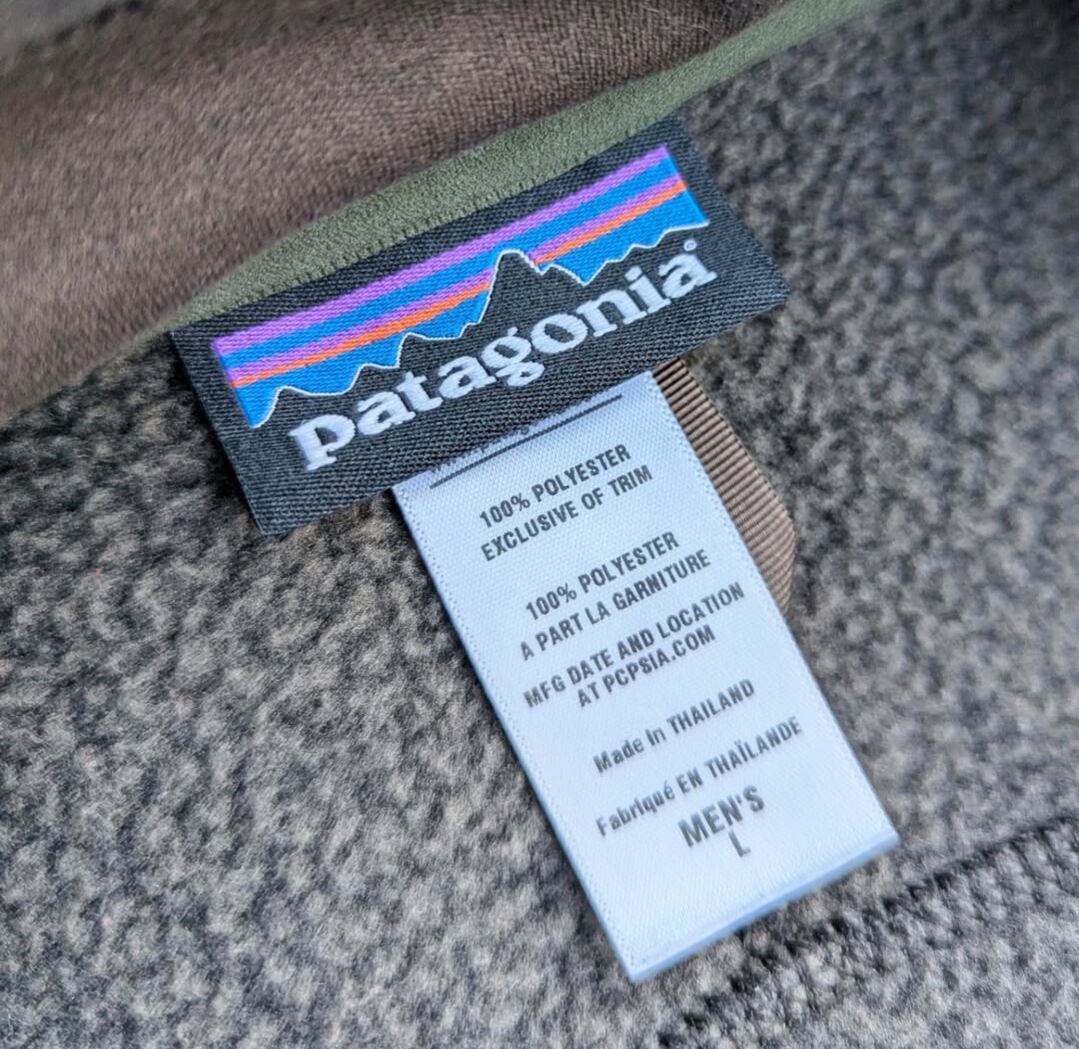 patagonia®
100% POLYESTER
EXCLUSIVE OF TRIM
100% POLYESTER
A PART LA GARNITURE
MFG DATE AND LOCATION
AT PCPSIA.COM
Made In THAILAND
Fabriqué EN THAÏLANDE
MEN'S
L